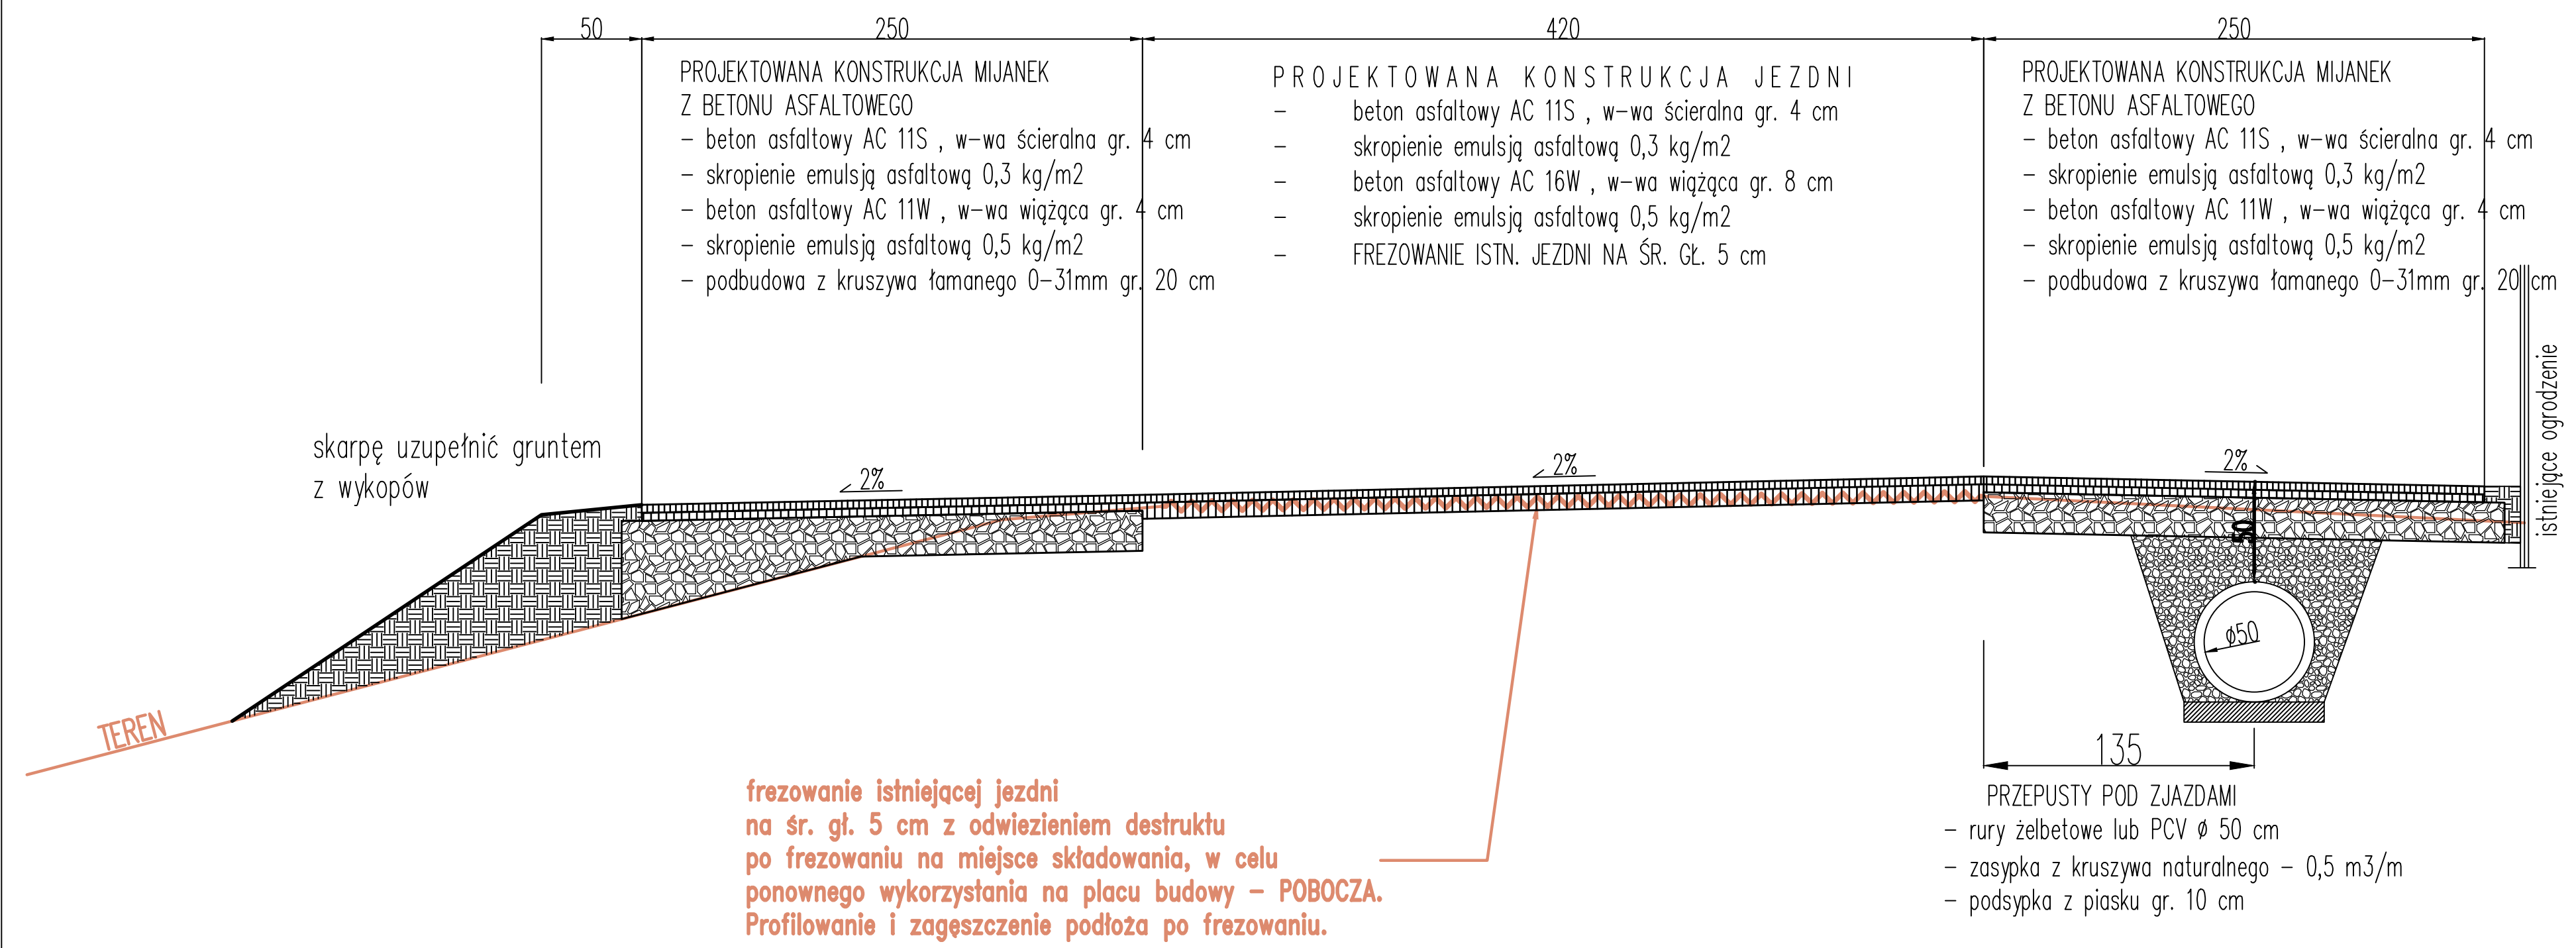 50
250
420
250
PROJEKTOWANA KONSTRUKCJA MIJANEK
Z BETONU ASFALTOWEGO
– beton asfaltowy AC 11S , w–wa ścieralna gr. 4 cm
– skropienie emulsją asfaltową 0,3 kg/m2
– beton asfaltowy AC 11W , w–wa wiążąca gr. 4 cm
– skropienie emulsją asfaltową 0,5 kg/m2
– podbudowa z kruszywa łamanego 0–31mm gr. 20 cm
PROJEKTOWANA KONSTRUKCJA JEZDNI
– beton asfaltowy AC 11S , w–wa ścieralna gr. 4 cm
– skropienie emulsją asfaltową 0,3 kg/m2
– beton asfaltowy AC 16W , w–wa wiążąca gr. 8 cm
– skropienie emulsją asfaltową 0,5 kg/m2
– FREZOWANIE ISTN. JEZDNI NA ŚR. GŁ. 5 cm
PROJEKTOWANA KONSTRUKCJA MIJANEK
Z BETONU ASFALTOWEGO
– beton asfaltowy AC 11S , w–wa ścieralna gr. 4 cm
– skropienie emulsją asfaltową 0,3 kg/m2
– beton asfaltowy AC 11W , w–wa wiążąca gr. 4 cm
– skropienie emulsją asfaltową 0,5 kg/m2
– podbudowa z kruszywa łamanego 0–31mm gr. 20 cm
istniejące ogrodzenie
skarpę uzupełnić gruntem
z wykopów
2%
2%
2%
50
ø50
TEREN
135
frezowanie istniejącej jezdni
na śr. gł. 5 cm z odwiezieniem destruktu
po frezowaniu na miejsce składowania, w celu
ponownego wykorzystania na placu budowy – POBOCZA.
Profilowanie i zagęszczenie podłoża po frezowaniu.
PRZEPUSTY POD ZJAZDAMI
– rury żelbetowe lub PCV ø 50 cm
– zasypka z kruszywa naturalnego – 0,5 m3/m
– podsypka z piasku gr. 10 cm